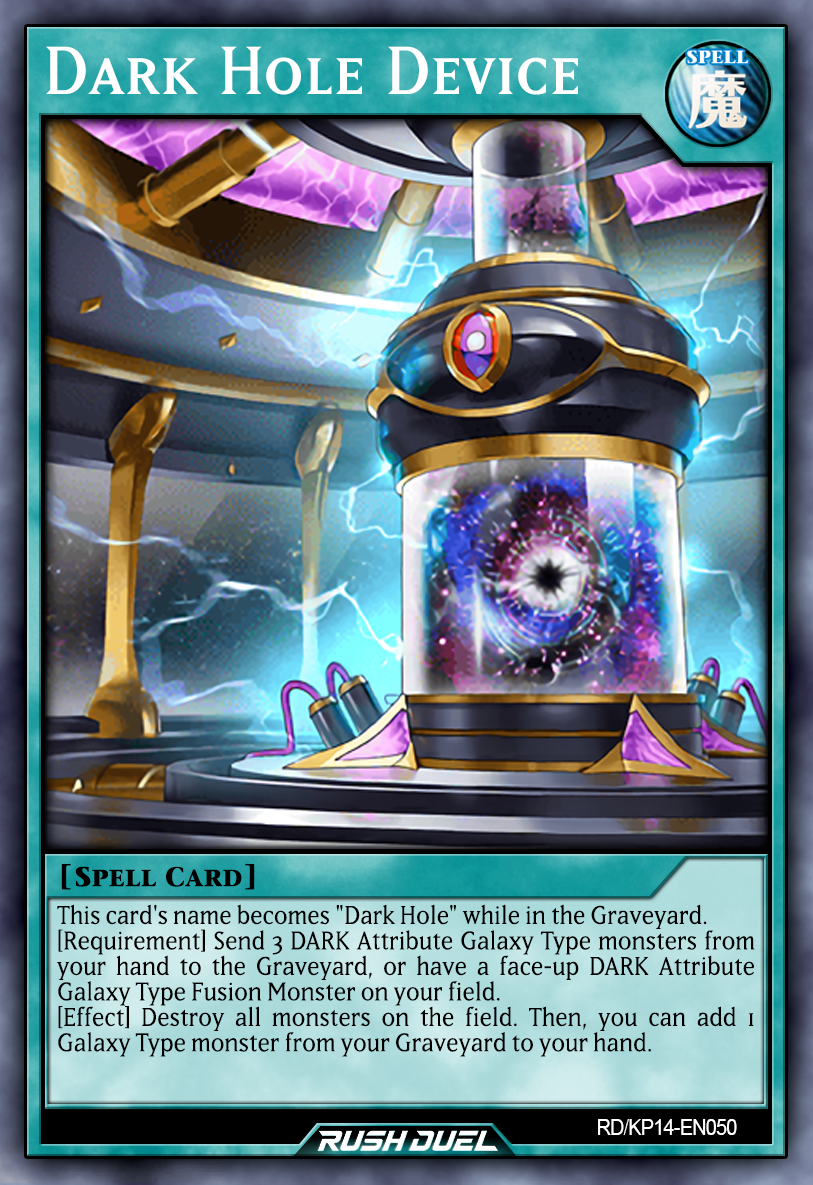 Dark Hole Device
SPELL
魔
[Spell Card]
This card's name becomes "Dark Hole" while in the Graveyard.
[Requirement] Send 3 DARK Attribute Galaxy Type monsters from
your hand to the Graveyard, or have a face-up DARK Attribute
Galaxy Type Fusion Monster on your field.
[Effect] Destroy all monsters on the field. Then, you can add 1
Galaxy Type monster from your Graveyard to your hand.
RD/KP14-EN050
RUSH DUEL